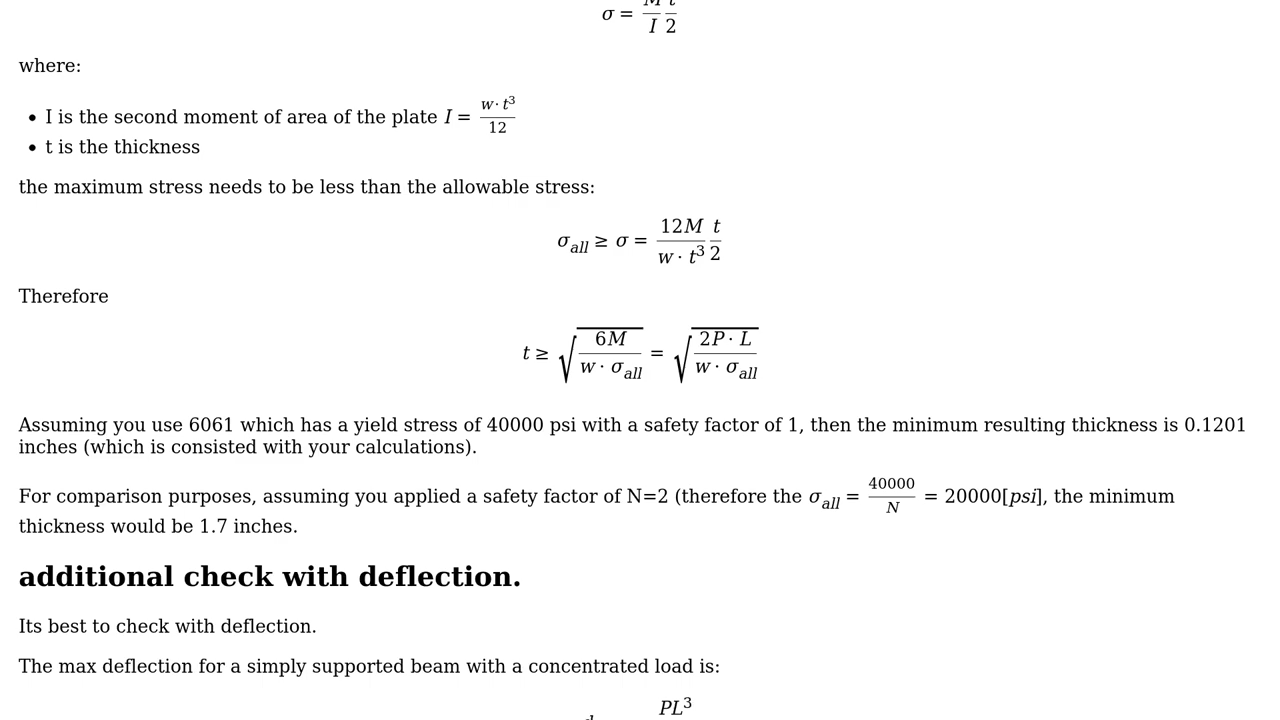 σ = M/I t/2
where:
• I is the second moment of area of the plate I = w·t³/12
• t is the thickness
the maximum stress needs to be less than the allowable stress:
σ_all ≥ σ = 12M/(w · t³) t/2
Therefore
t ≥ √(6M/(w · σ_all)) = √(2P · L/(w · σ_all))
Assuming you use 6061 which has a yield stress of 40000 psi with a safety factor of 1, then the minimum resulting thickness is 0.1201
inches (which is consisted with your calculations).
For comparison purposes, assuming you applied a safety factor of N=2 (therefore the σ_all = 40000/N = 20000[psi], the minimum
thickness would be 1.7 inches.
additional check with deflection.
Its best to check with deflection.
The max deflection for a simply supported beam with a concentrated load is:
PL³